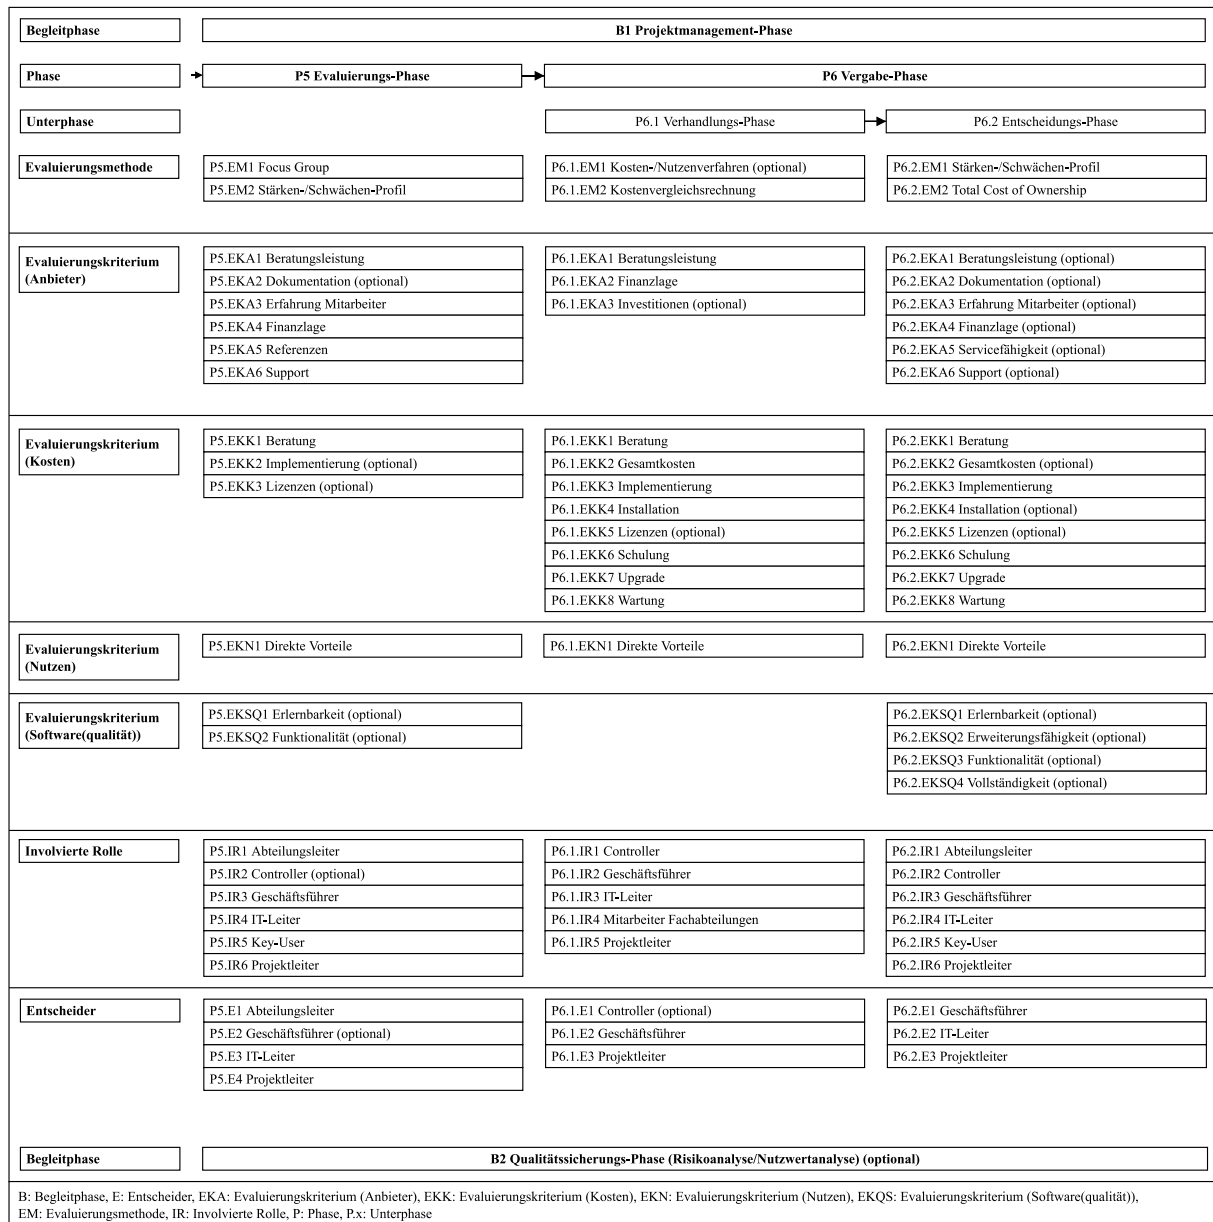 Begleitphase
B1 Projektmanagement-Phase
Phase
P5 Evaluierungs-Phase
P6 Vergabe-Phase
Unterphase
P6.1 Verhandlungs-Phase
P6.2 Entscheidungs-Phase
Evaluierungsmethode
P5.EM1 Focus Group
P5.EM2 Stärken-/Schwächen-Profil
P6.1.EM1 Kosten-/Nutzenverfahren (optional)
P6.1.EM2 Kostenvergleichsrechnung
P6.2.EM1 Stärken-/Schwächen-Profil
P6.2.EM2 Total Cost of Ownership
Evaluierungskriterium
(Anbieter)
P5.EKA1 Beratungsleistung
P5.EKA2 Dokumentation (optional)
P5.EKA3 Erfahrung Mitarbeiter
P5.EKA4 Finanzlage
P5.EKA5 Referenzen
P5.EKA6 Support
P6.1.EKA1 Beratungsleistung
P6.1.EKA2 Finanzlage
P6.1.EKA3 Investitionen (optional)
P6.2.EKA1 Beratungsleistung (optional)
P6.2.EKA2 Dokumentation (optional)
P6.2.EKA3 Erfahrung Mitarbeiter (optional)
P6.2.EKA4 Finanzlage (optional)
P6.2.EKA5 Servicefähigkeit (optional)
P6.2.EKA6 Support (optional)
Evaluierungskriterium
(Kosten)
P5.EKK1 Beratung
P5.EKK2 Implementierung (optional)
P5.EKK3 Lizenzen (optional)
P6.1.EKK1 Beratung
P6.1.EKK2 Gesamtkosten
P6.1.EKK3 Implementierung
P6.1.EKK4 Installation
P6.1.EKK5 Lizenzen (optional)
P6.1.EKK6 Schulung
P6.1.EKK7 Upgrade
P6.1.EKK8 Wartung
P6.2.EKK1 Beratung
P6.2.EKK2 Gesamtkosten (optional)
P6.2.EKK3 Implementierung
P6.2.EKK4 Installation (optional)
P6.2.EKK5 Lizenzen (optional)
P6.2.EKK6 Schulung
P6.2.EKK7 Upgrade
P6.2.EKK8 Wartung
Evaluierungskriterium
(Nutzen)
P5.EKN1 Direkte Vorteile
P6.1.EKN1 Direkte Vorteile
P6.2.EKN1 Direkte Vorteile
Evaluierungskriterium
(Software(qualität))
P5.EKSQ1 Erlernbarkeit (optional)
P5.EKSQ2 Funktionalität (optional)
P6.2.EKSQ1 Erlernbarkeit (optional)
P6.2.EKSQ2 Erweiterungsfähigkeit (optional)
P6.2.EKSQ3 Funktionalität (optional)
P6.2.EKSQ4 Vollständigkeit (optional)
Involvierte Rolle
P5.IR1 Abteilungsleiter
P5.IR2 Controller (optional)
P5.IR3 Geschäftsführer
P5.IR4 IT-Leiter
P5.IR5 Key-User
P5.IR6 Projektleiter
P6.1.IR1 Controller
P6.1.IR2 Geschäftsführer
P6.1.IR3 IT-Leiter
P6.1.IR4 Mitarbeiter Fachabteilungen
P6.1.IR5 Projektleiter
P6.2.IR1 Abteilungsleiter
P6.2.IR2 Controller
P6.2.IR3 Geschäftsführer
P6.2.IR4 IT-Leiter
P6.2.IR5 Key-User
P6.2.IR6 Projektleiter
Entscheider
P5.E1 Abteilungsleiter
P5.E2 Geschäftsführer (optional)
P5.E3 IT-Leiter
P5.E4 Projektleiter
P6.1.E1 Controller (optional)
P6.1.E2 Geschäftsführer
P6.1.E3 Projektleiter
P6.2.E1 Geschäftsführer
P6.2.E2 IT-Leiter
P6.2.E3 Projektleiter
Begleitphase
B2 Qualitätssicherungs-Phase (Risikoanalyse/Nutzwertanalyse) (optional)
B: Begleitphase, E: Entscheider, EKA: Evaluierungskriterium (Anbieter), EKK: Evaluierungskriterium (Kosten), EKN: Evaluierungskriterium (Nutzen), EKQS: Evaluierungskriterium (Software(qualität)),
EM: Evaluierungsmethode, IR: Involvierte Rolle, P: Phase, P.x: Unterphase